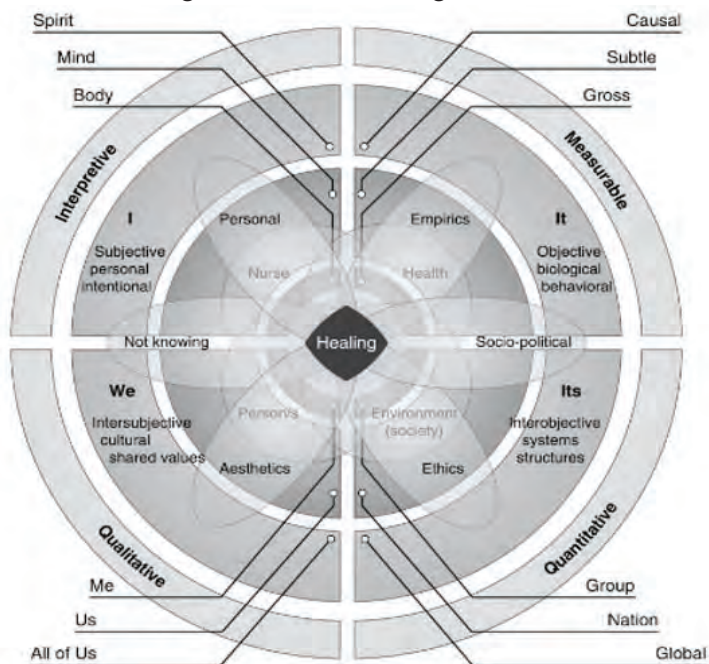 Spirit
Causal
Mind
Subtle
Body
Gross
Interpretive
Measurable
I
Personal
Empirics
It
Subjective
personal
intentional
Objective
biological
behavioral
Nurse
Health
Not knowing
Healing
Socio-political
We
Its
Intersubjective
cultural
shared values
Person/s
Environment
(society)
Interobjective
systems
structures
Aesthetics
Ethics
Qualitative
Quantitative
Me
Group
Us
Nation
All of Us
Global